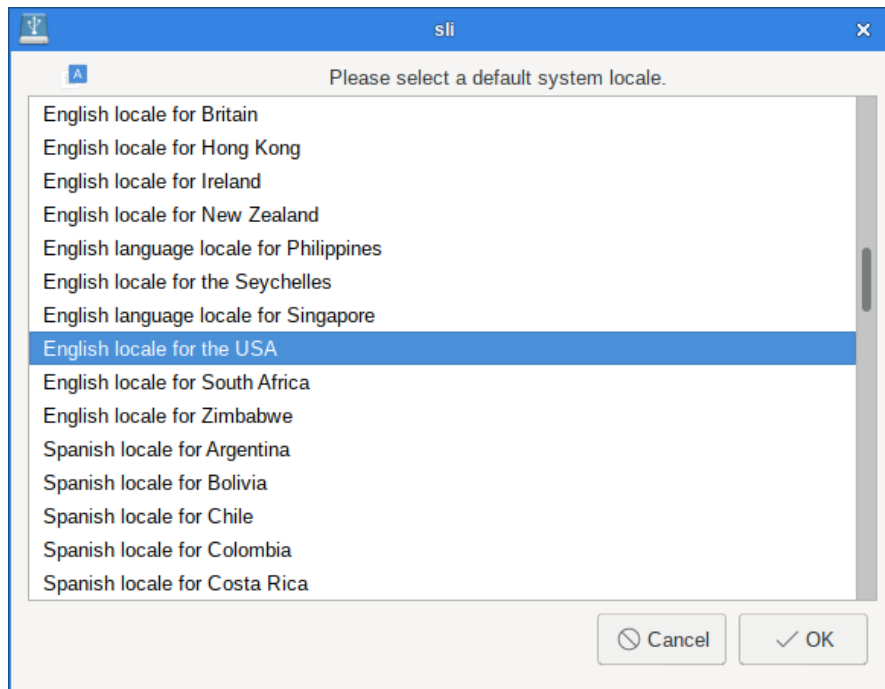 sli
A
Please select a default system locale.
English locale for Britain
English locale for Hong Kong
English locale for Ireland
English locale for New Zealand
English language locale for Philippines
English locale for the Seychelles
English language locale for Singapore
English locale for the USA
English locale for South Africa
English locale for Zimbabwe
Spanish locale for Argentina
Spanish locale for Bolivia
Spanish locale for Chile
Spanish locale for Colombia
Spanish locale for Costa Rica
Cancel OK